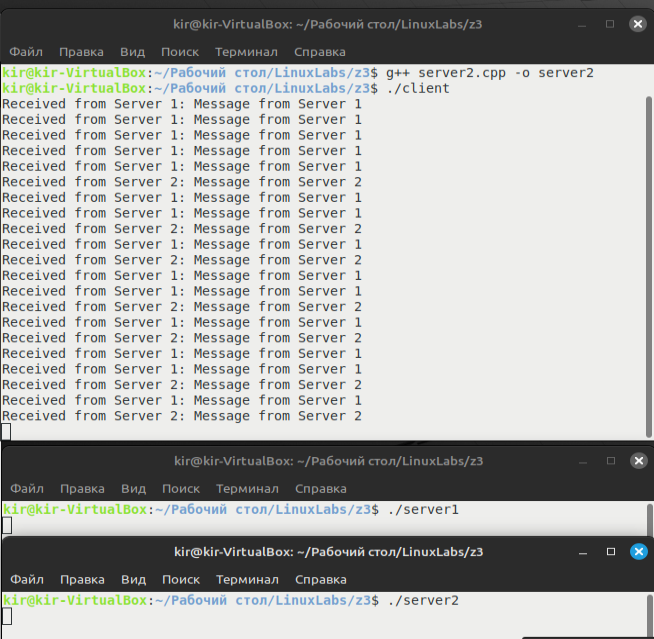 kir@kir-VirtualBox: ~/Рабочий стол/LinuxLabs/z3
Файл Правка Вид Поиск Терминал Справка
kir@kir-VirtualBox:~/Рабочий стол/LinuxLabs/z3$ g++ server2.cpp -o server2
kir@kir-VirtualBox:~/Рабочий стол/LinuxLabs/z3$ ./client
Received from Server 1: Message from Server 1
Received from Server 1: Message from Server 1
Received from Server 1: Message from Server 1
Received from Server 1: Message from Server 1
Received from Server 1: Message from Server 1
Received from Server 2: Message from Server 2
Received from Server 1: Message from Server 1
Received from Server 1: Message from Server 1
Received from Server 2: Message from Server 2
Received from Server 1: Message from Server 1
Received from Server 2: Message from Server 2
Received from Server 1: Message from Server 1
Received from Server 1: Message from Server 1
Received from Server 2: Message from Server 2
Received from Server 1: Message from Server 1
Received from Server 2: Message from Server 2
Received from Server 1: Message from Server 1
Received from Server 1: Message from Server 1
Received from Server 2: Message from Server 2
Received from Server 1: Message from Server 1
Received from Server 2: Message from Server 2
kir@kir-VirtualBox: ~/Рабочий стол/LinuxLabs/z3
Файл Правка Вид Поиск Терминал Справка
kir@kir-VirtualBox:~/Рабочий стол/LinuxLabs/z3$ ./server1
kir@kir-VirtualBox: ~/Рабочий стол/LinuxLabs/z3
Файл Правка Вид Поиск Терминал Справка
kir@kir-VirtualBox:~/Рабочий стол/LinuxLabs/z3$ ./server2